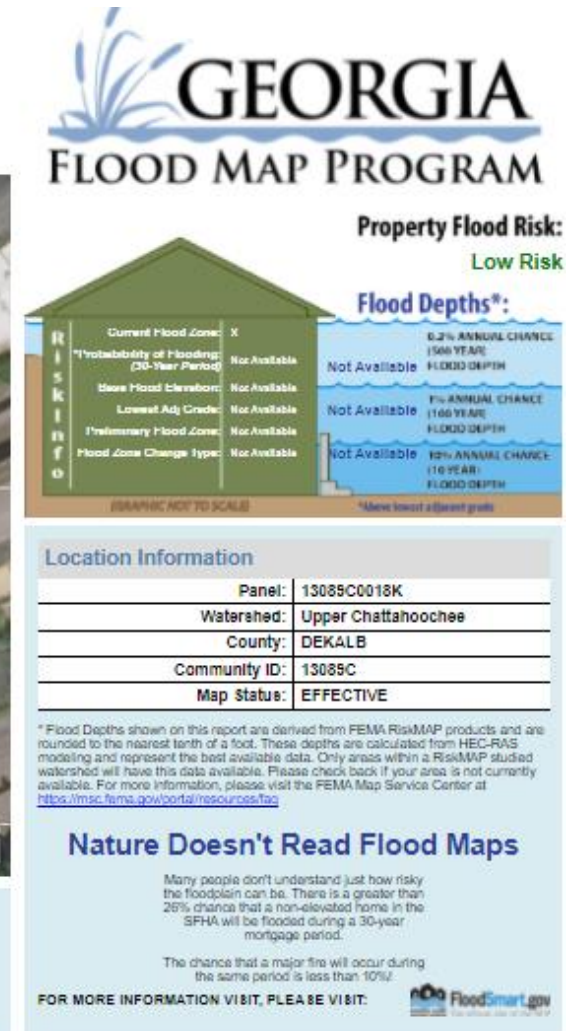 GEORGIA
FLOOD MAP PROGRAM
Property Flood Risk:
Low Risk
Flood Depths*:
Risk Info
Current Flood Zone: X
*Probability of Flooding: (30-Year Period) Not Available
Base Flood Elevation: Not Available
Lowest Adj Grade: Not Available
Preliminary Flood Zone: Not Available
Flood Zone Change Type: Not Available
Not Available 0.2% ANNUAL CHANCE
(500 YEAR)
FLOOD DEPTH
Not Available 1% ANNUAL CHANCE
(100 YEAR)
FLOOD DEPTH
Not Available 10% ANNUAL CHANCE
(10 YEAR)
FLOOD DEPTH
(GRAPHIC NOT TO SCALE)
*Above lowest adjacent grade
Location Information
Panel: 13089C0018K
Watershed: Upper Chattahoochee
County: DEKALB
Community ID: 13089C
Map Status: EFFECTIVE
* Flood Depths shown on this report are derived from FEMA RiskMAP products and are
rounded to the nearest tenth of a foot. These depths are calculated from HEC-RAS
modeling and represent the best available data. Only areas within a RiskMAP studied
watershed will have this data available. Please check back if your area is not currently
available. For more information, please visit the FEMA Map Service Center at
https://msc.fema.gov/portal/resources/faq
Nature Doesn't Read Flood Maps
Many people don't understand just how risky
the floodplain can be. There is a greater than
26% chance that a non-elevated home in the
SFHA will be flooded during a 30-year
mortgage period.
The chance that a major fire will occur during
the same period is less than 10%!
FOR MORE INFORMATION VISIT, PLEASE VISIT:
FloodSmart.gov